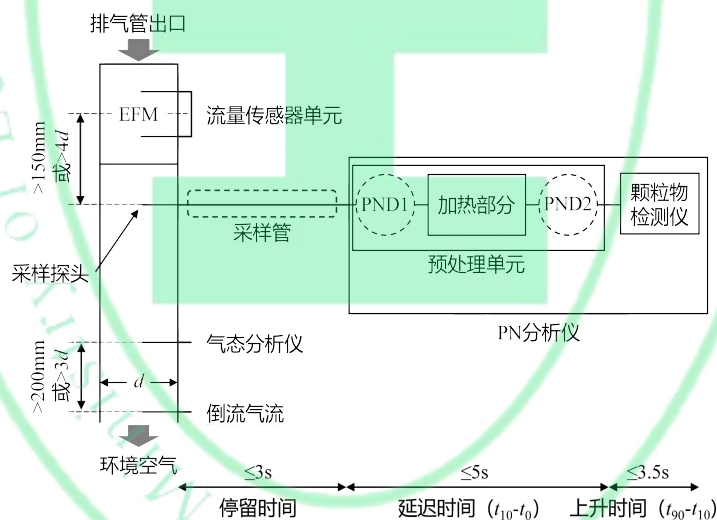 排气管出口
EFM
流量传感器单元
>150mm
或>4d
PND1
加热部分
PND2
颗粒物
检测仪
采样管
预处理单元
采样探头
PN分析仪
气态分析仪
>200mm
或>3d
d
倒流气流
环境空气
≤3s
≤5s
≤3.5s
停留时间
延迟时间（t10-t0）
上升时间（t90-t10）